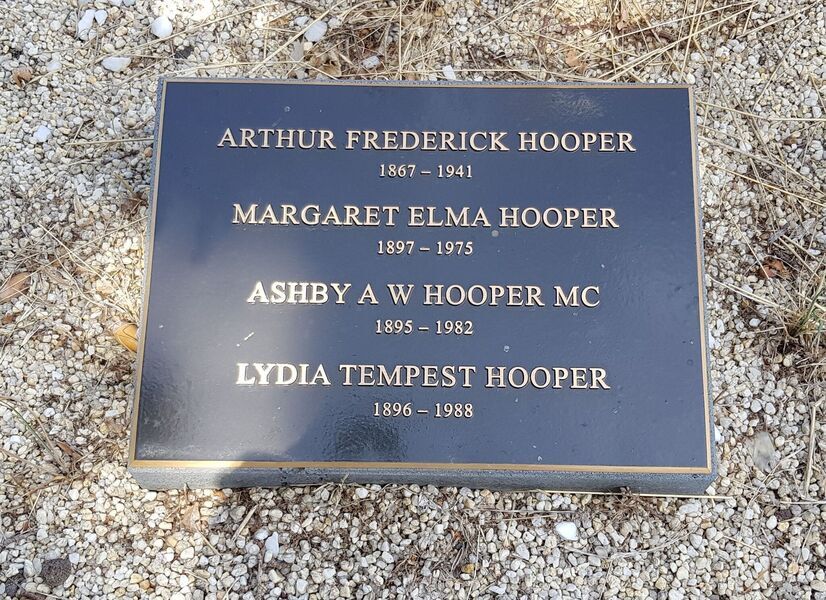 ARTHUR FREDERICK HOOPER
1867 – 1941
MARGARET ELMA HOOPER
1897 – 1975
ASHBY A W HOOPER MC
1895 – 1982
LYDIA TEMPEST HOOPER
1896 – 1988